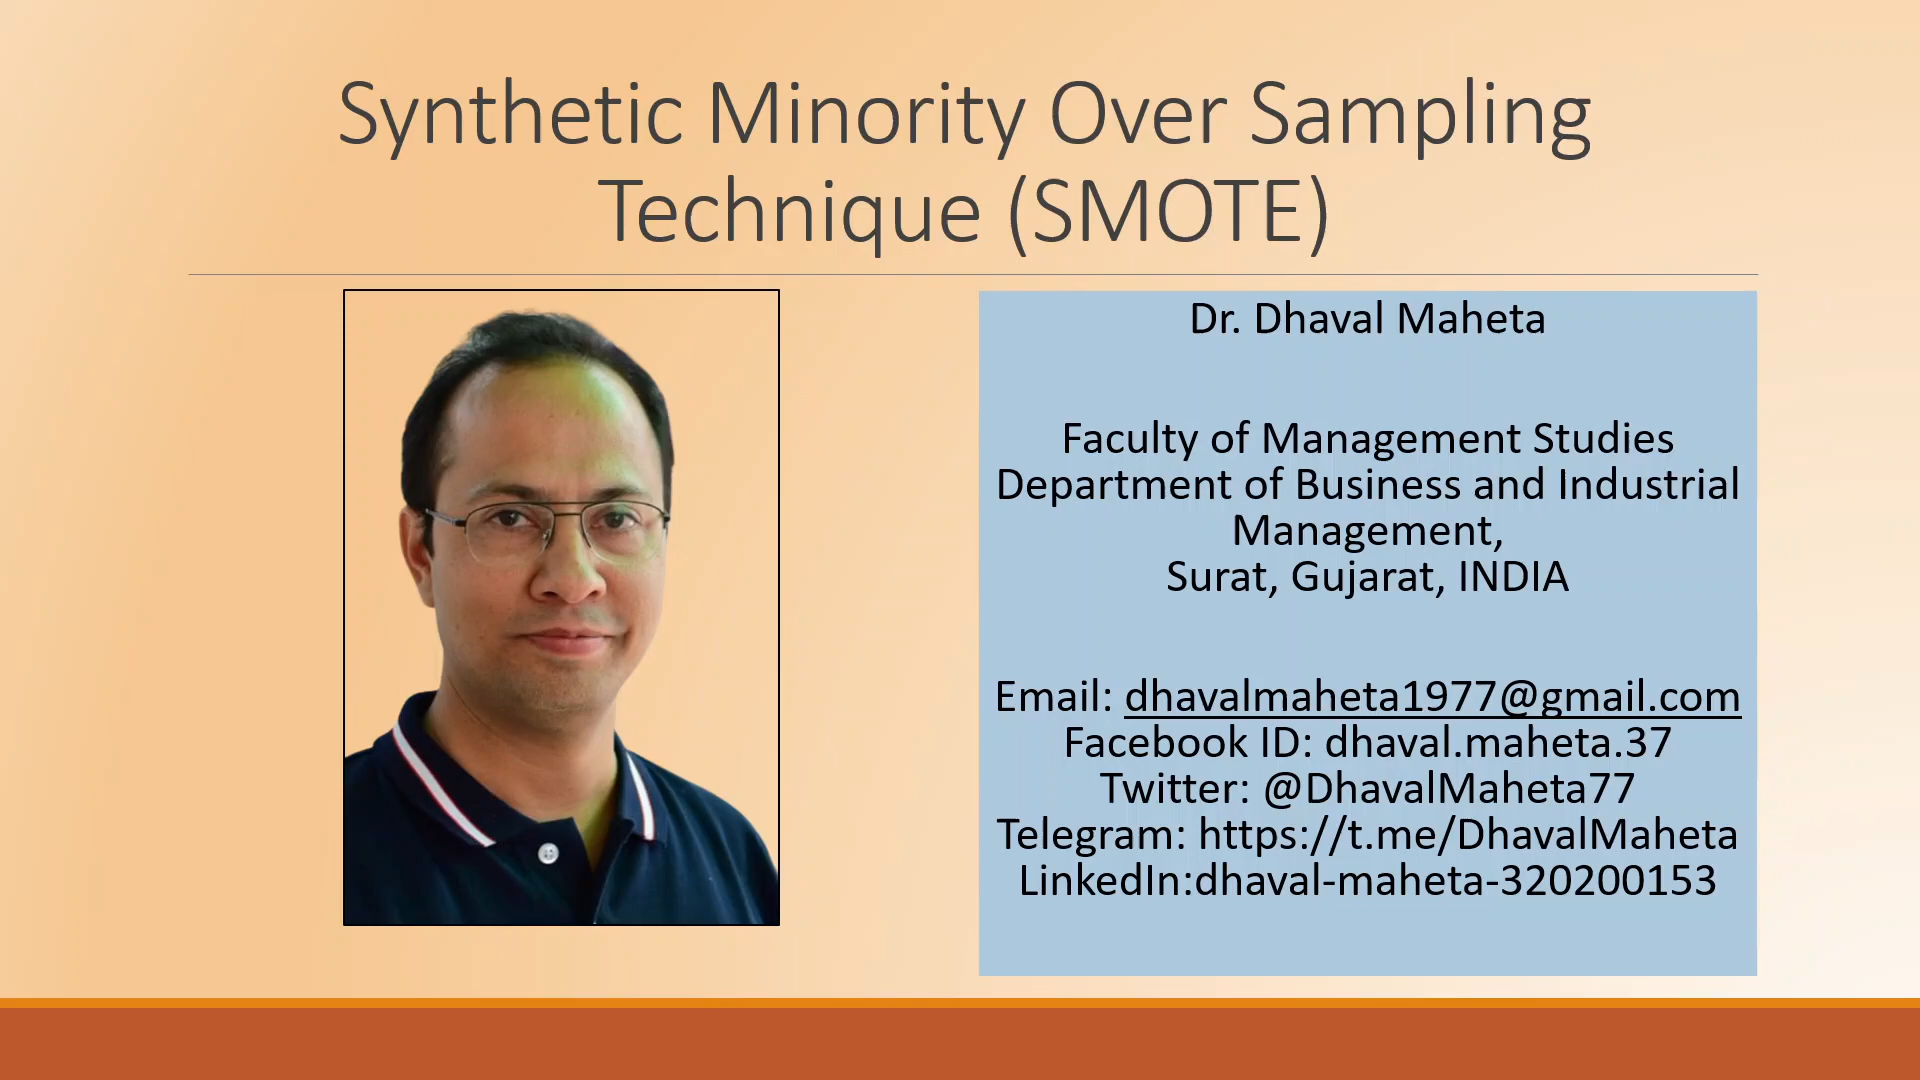 Synthetic Minority Over Sampling
Technique (SMOTE)
Dr. Dhaval Maheta
Faculty of Management Studies
Department of Business and Industrial
Management,
Surat, Gujarat, INDIA
Email: dhavalmaheta1977@gmail.com
Facebook ID: dhaval.maheta.37
Twitter: @DhavalMaheta77
Telegram: https://t.me/DhavalMaheta
LinkedIn:dhaval-maheta-320200153